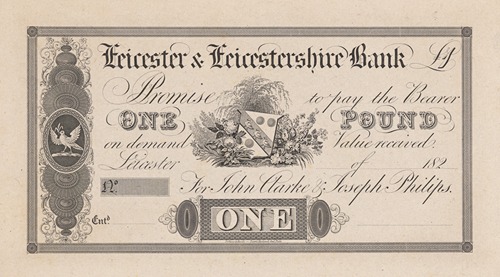 Leicester & Leicestershire Bank £1
I Promise to pay the Bearer
ONE POUND
on demand Value received
Leicester of 182
No. For John Clarke & Joseph Philips.
Entd.
ONE